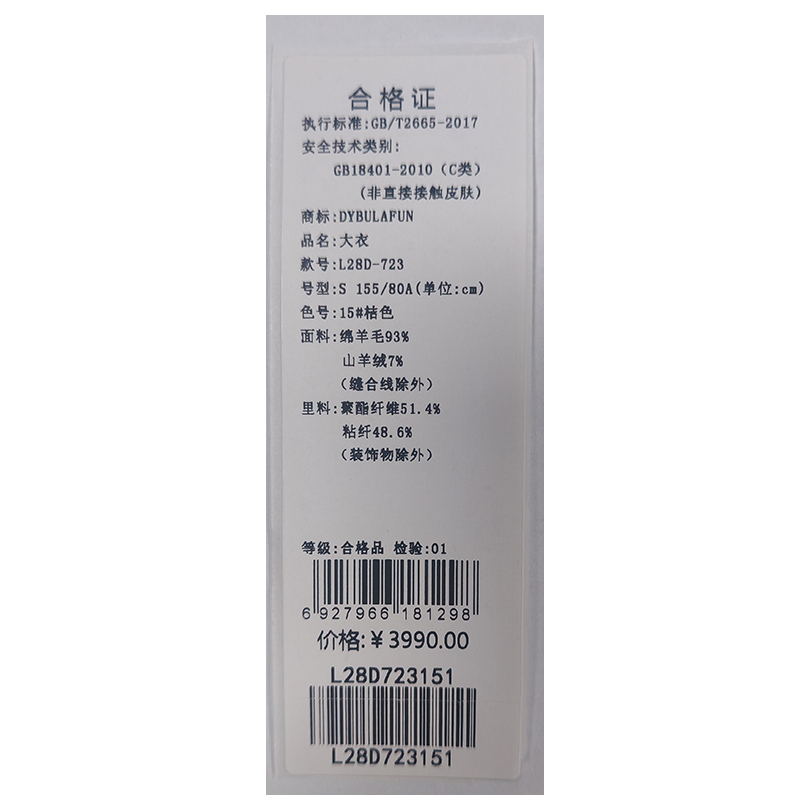 合格证
执行标准:GB/T2665-2017
安全技术类别:
GB18401-2010（C类）
(非直接接触皮肤)
商标:DYBULAFUN
品名:大衣
款号:L28D-723
号型:S 155/80A(单位:cm)
色号:15#桔色
面料:绵羊毛93%
山羊绒7%
（缝合线除外）
里料:聚酯纤维51.4%
粘纤48.6%
（装饰物除外）
等级:合格品 检验:01
6 927966 181298
价格:￥3990.00
L28D723151
L28D723151